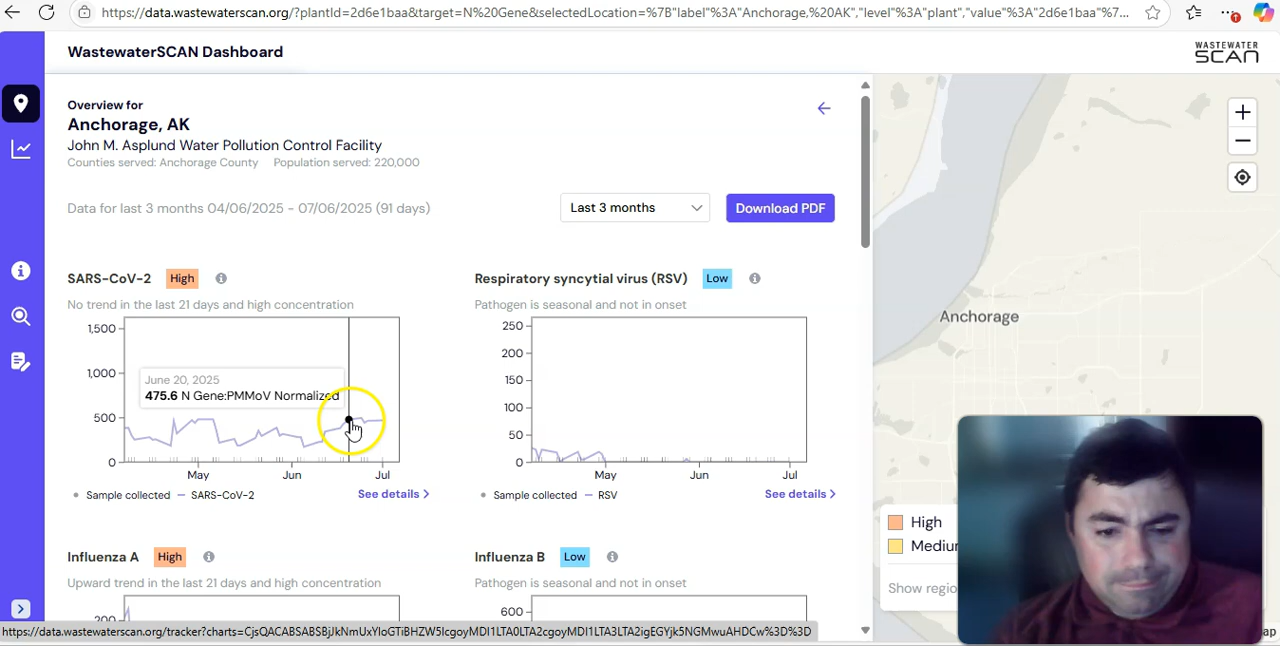 https://data.wastewaterscan.org/?plantId=2d6e1baa&target=N%20Gene&selectedLocation=%7B"label"%3A"Anchorage,%20AK","level"%3A"plant","value"%3A"2d6e1baa"%7...
WastewaterSCAN Dashboard
WASTEWATER
SCAN
Overview for
Anchorage, AK
John M. Asplund Water Pollution Control Facility
Counties served: Anchorage County Population served: 220,000
Data for last 3 months 04/06/2025 - 07/06/2025 (91 days)
Last 3 months
Download PDF
SARS-CoV-2 High
No trend in the last 21 days and high concentration
1,500
1,000
500
0
June 20, 2025
475.6 N Gene:PMMoV Normalized
May Jun Jul
Sample collected SARS-CoV-2
See details >
Respiratory syncytial virus (RSV) Low
Pathogen is seasonal and not in onset
250
200
150
100
50
0
May Jun Jul
Sample collected RSV
See details >
Influenza A High
Upward trend in the last 21 days and high concentration
200
Influenza B Low
Pathogen is seasonal and not in onset
600
Anchorage
High
Show regio
https://data.wastewaterscan.org/tracker?charts=